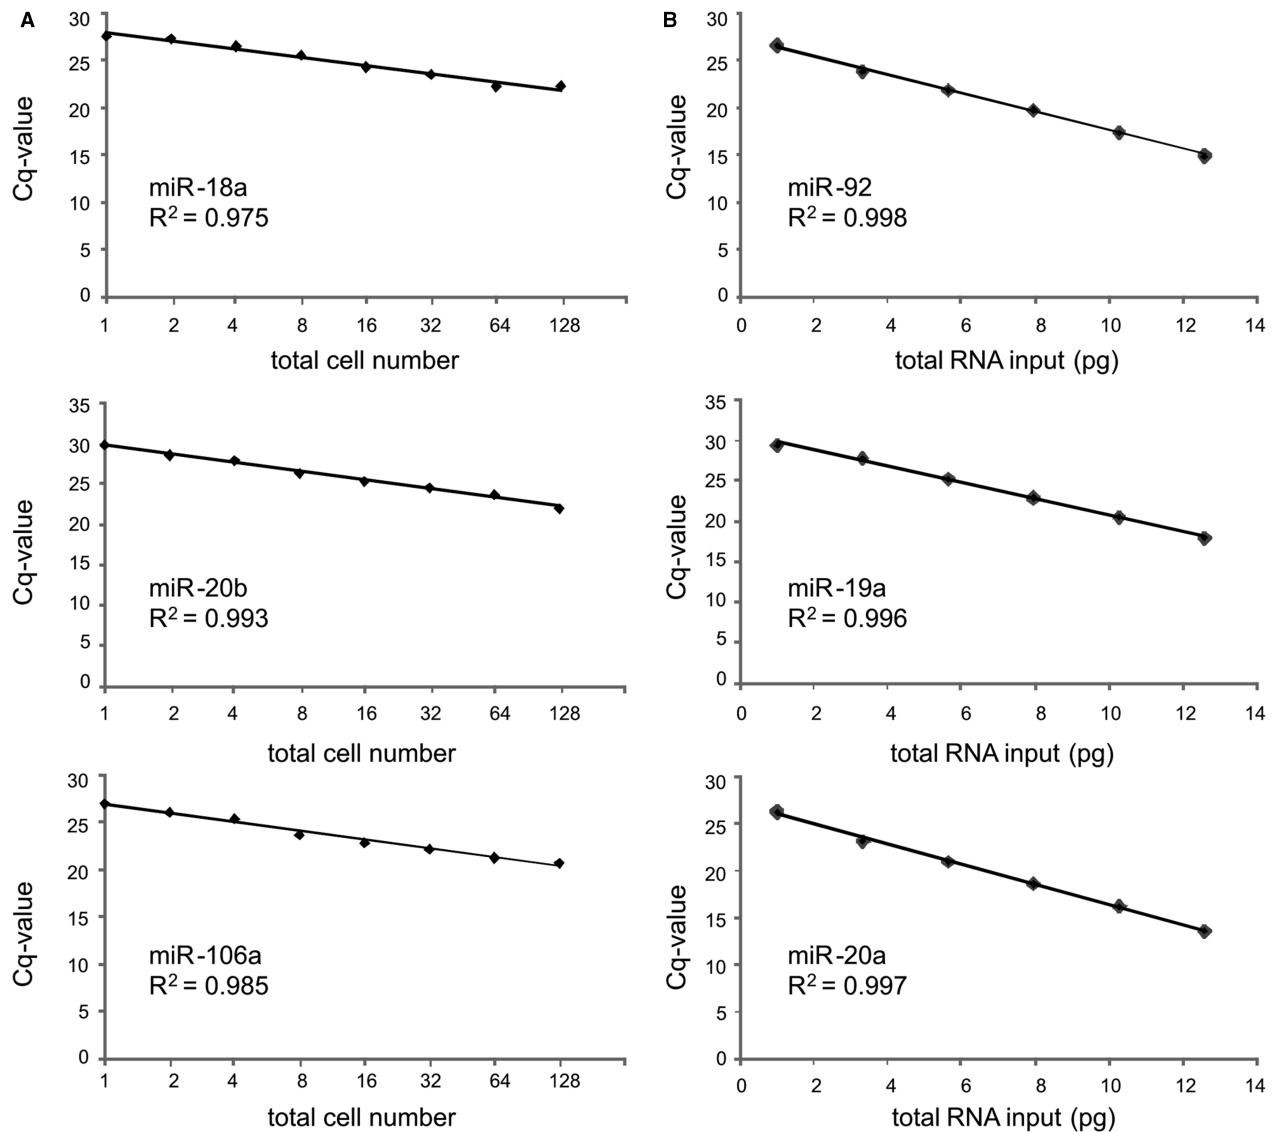 A
30
25
20
15
10
5
0
Cq-value
miR-18a
R² = 0.975
1 2 4 8 16 32 64 128
total cell number
B
30
25
20
15
10
5
0
Cq-value
miR-92
R² = 0.998
0 2 4 6 8 10 12 14
total RNA input (pg)
35
30
25
20
15
10
5
0
Cq-value
miR-20b
R² = 0.993
1 2 4 8 16 32 64 128
total cell number
35
30
25
20
15
10
5
0
Cq-value
miR-19a
R² = 0.996
0 2 4 6 8 10 12 14
total RNA input (pg)
30
25
20
15
10
5
0
Cq-value
miR-106a
R² = 0.985
1 2 4 8 16 32 64 128
total cell number
30
25
20
15
10
5
0
Cq-value
miR-20a
R² = 0.997
0 2 4 6 8 10 12 14
total RNA input (pg)